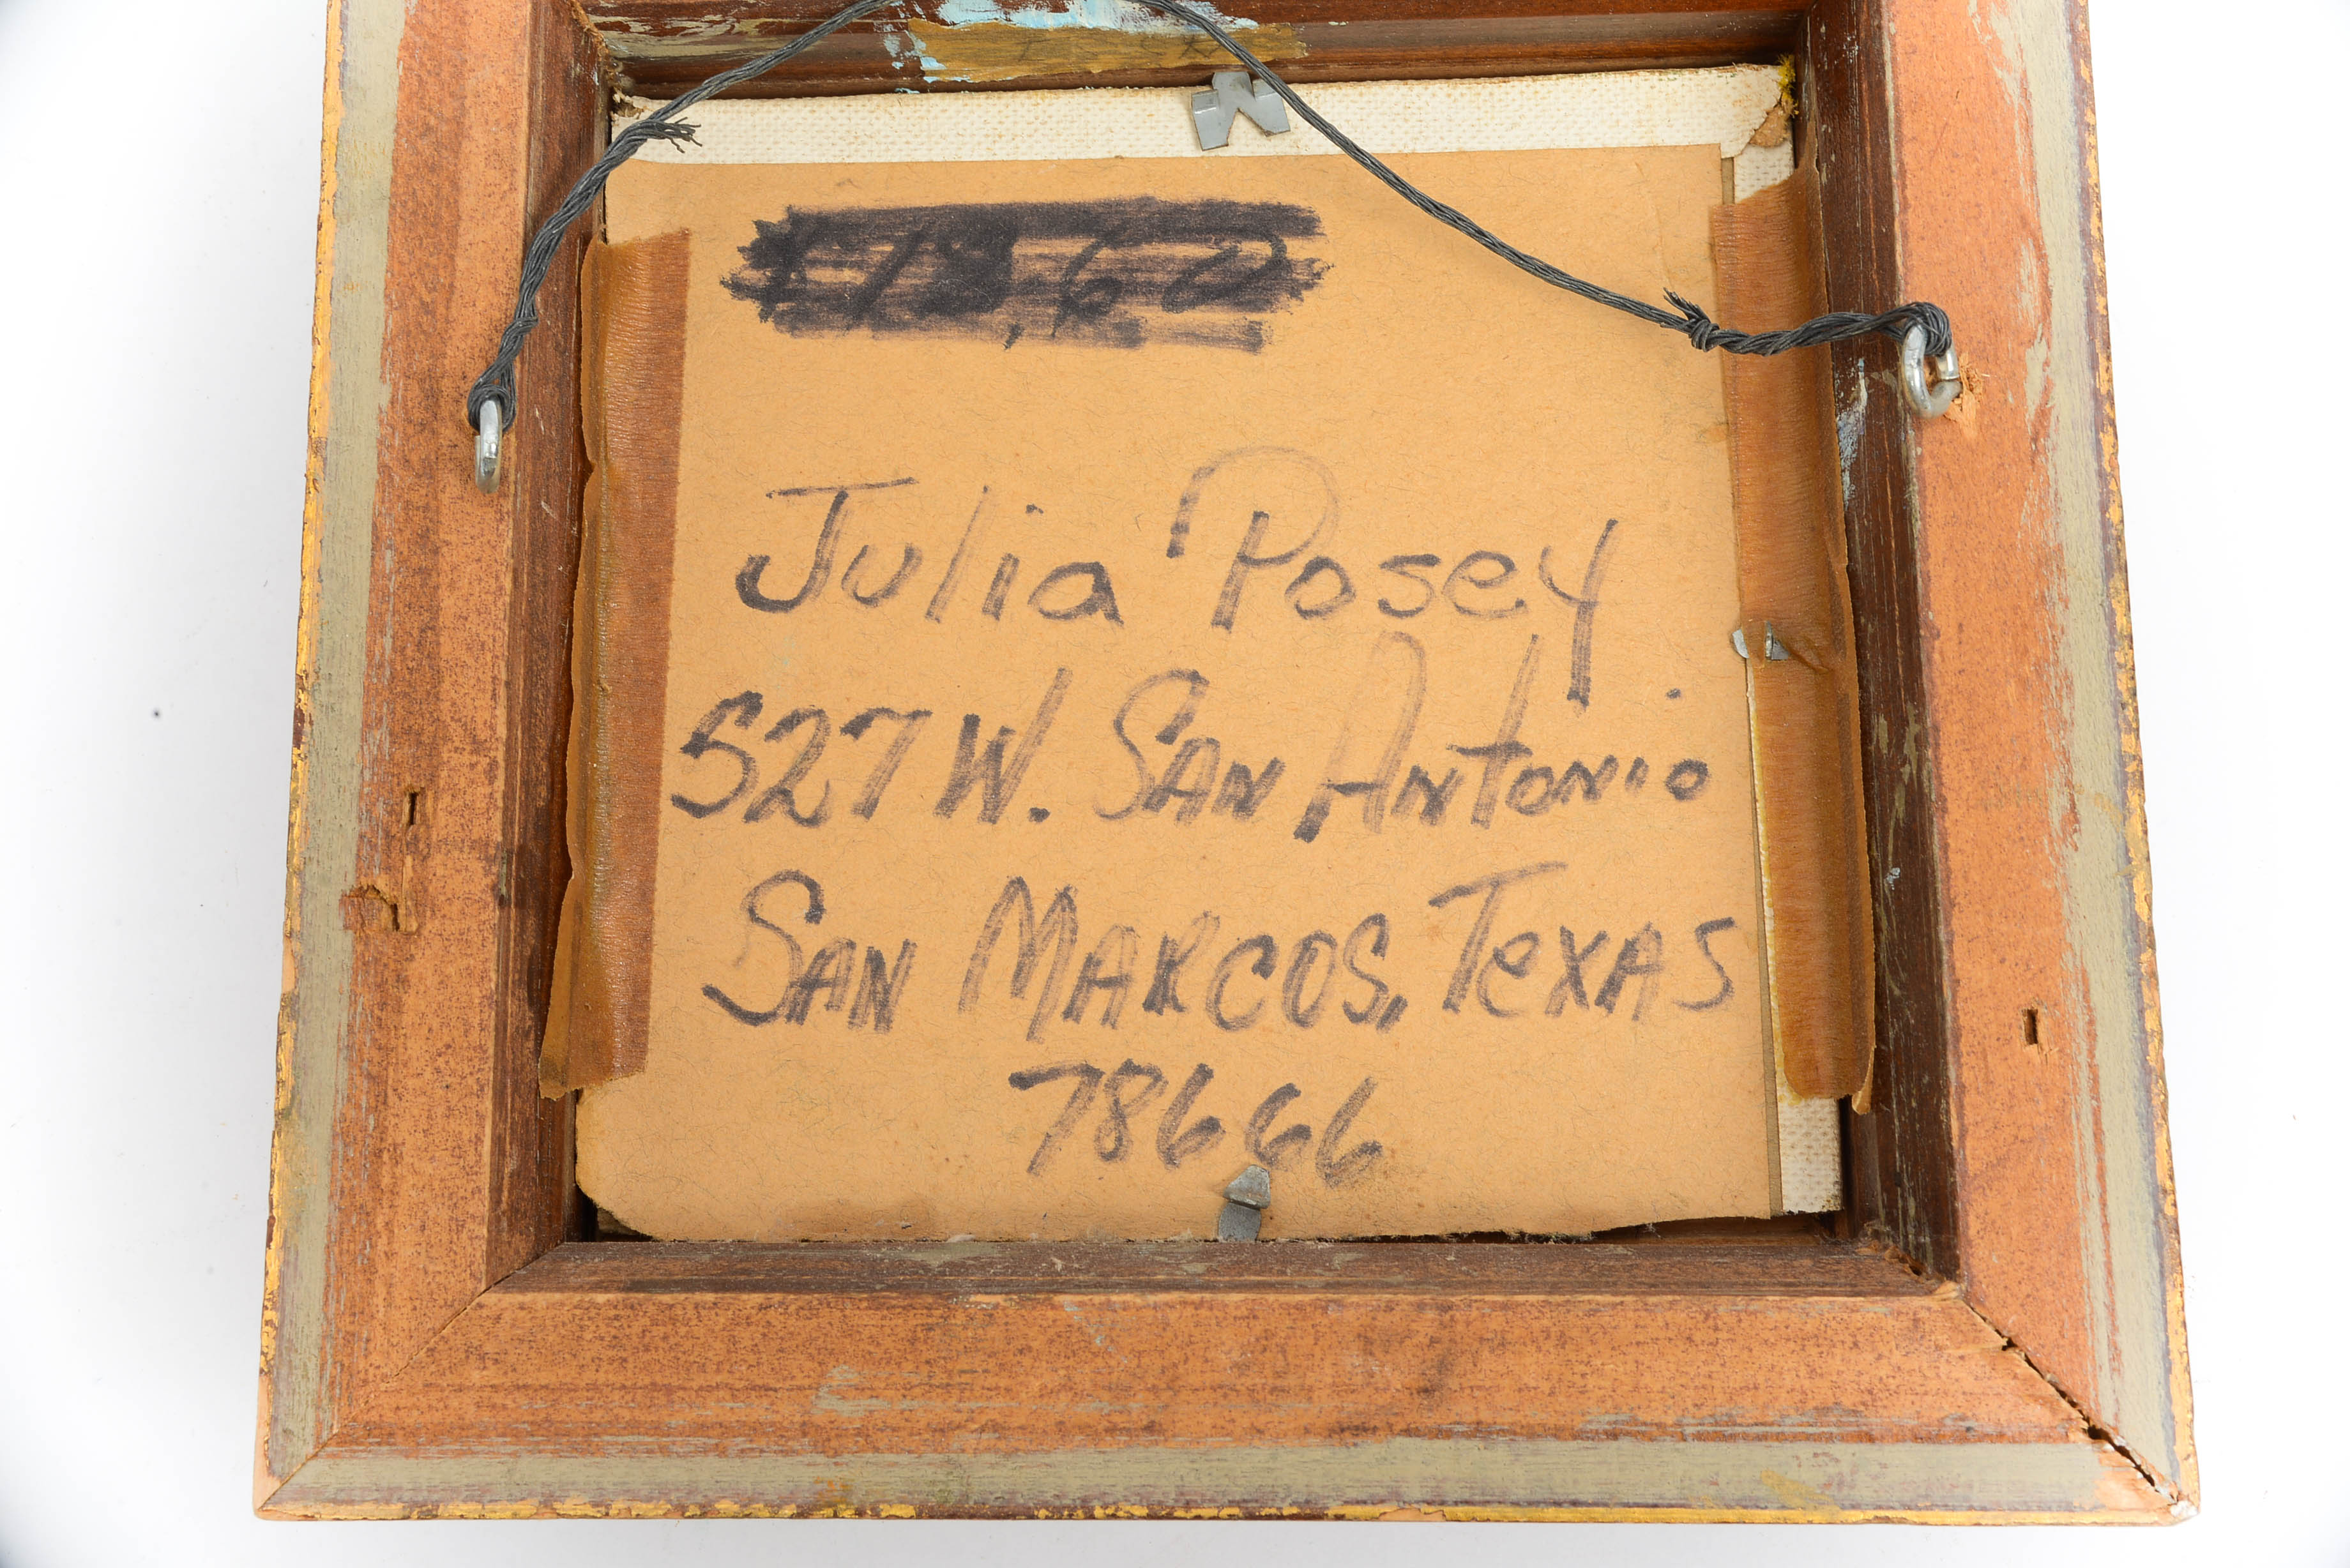 Julia Posey
527 W. San Antonio
San Marcos, Texas
78666